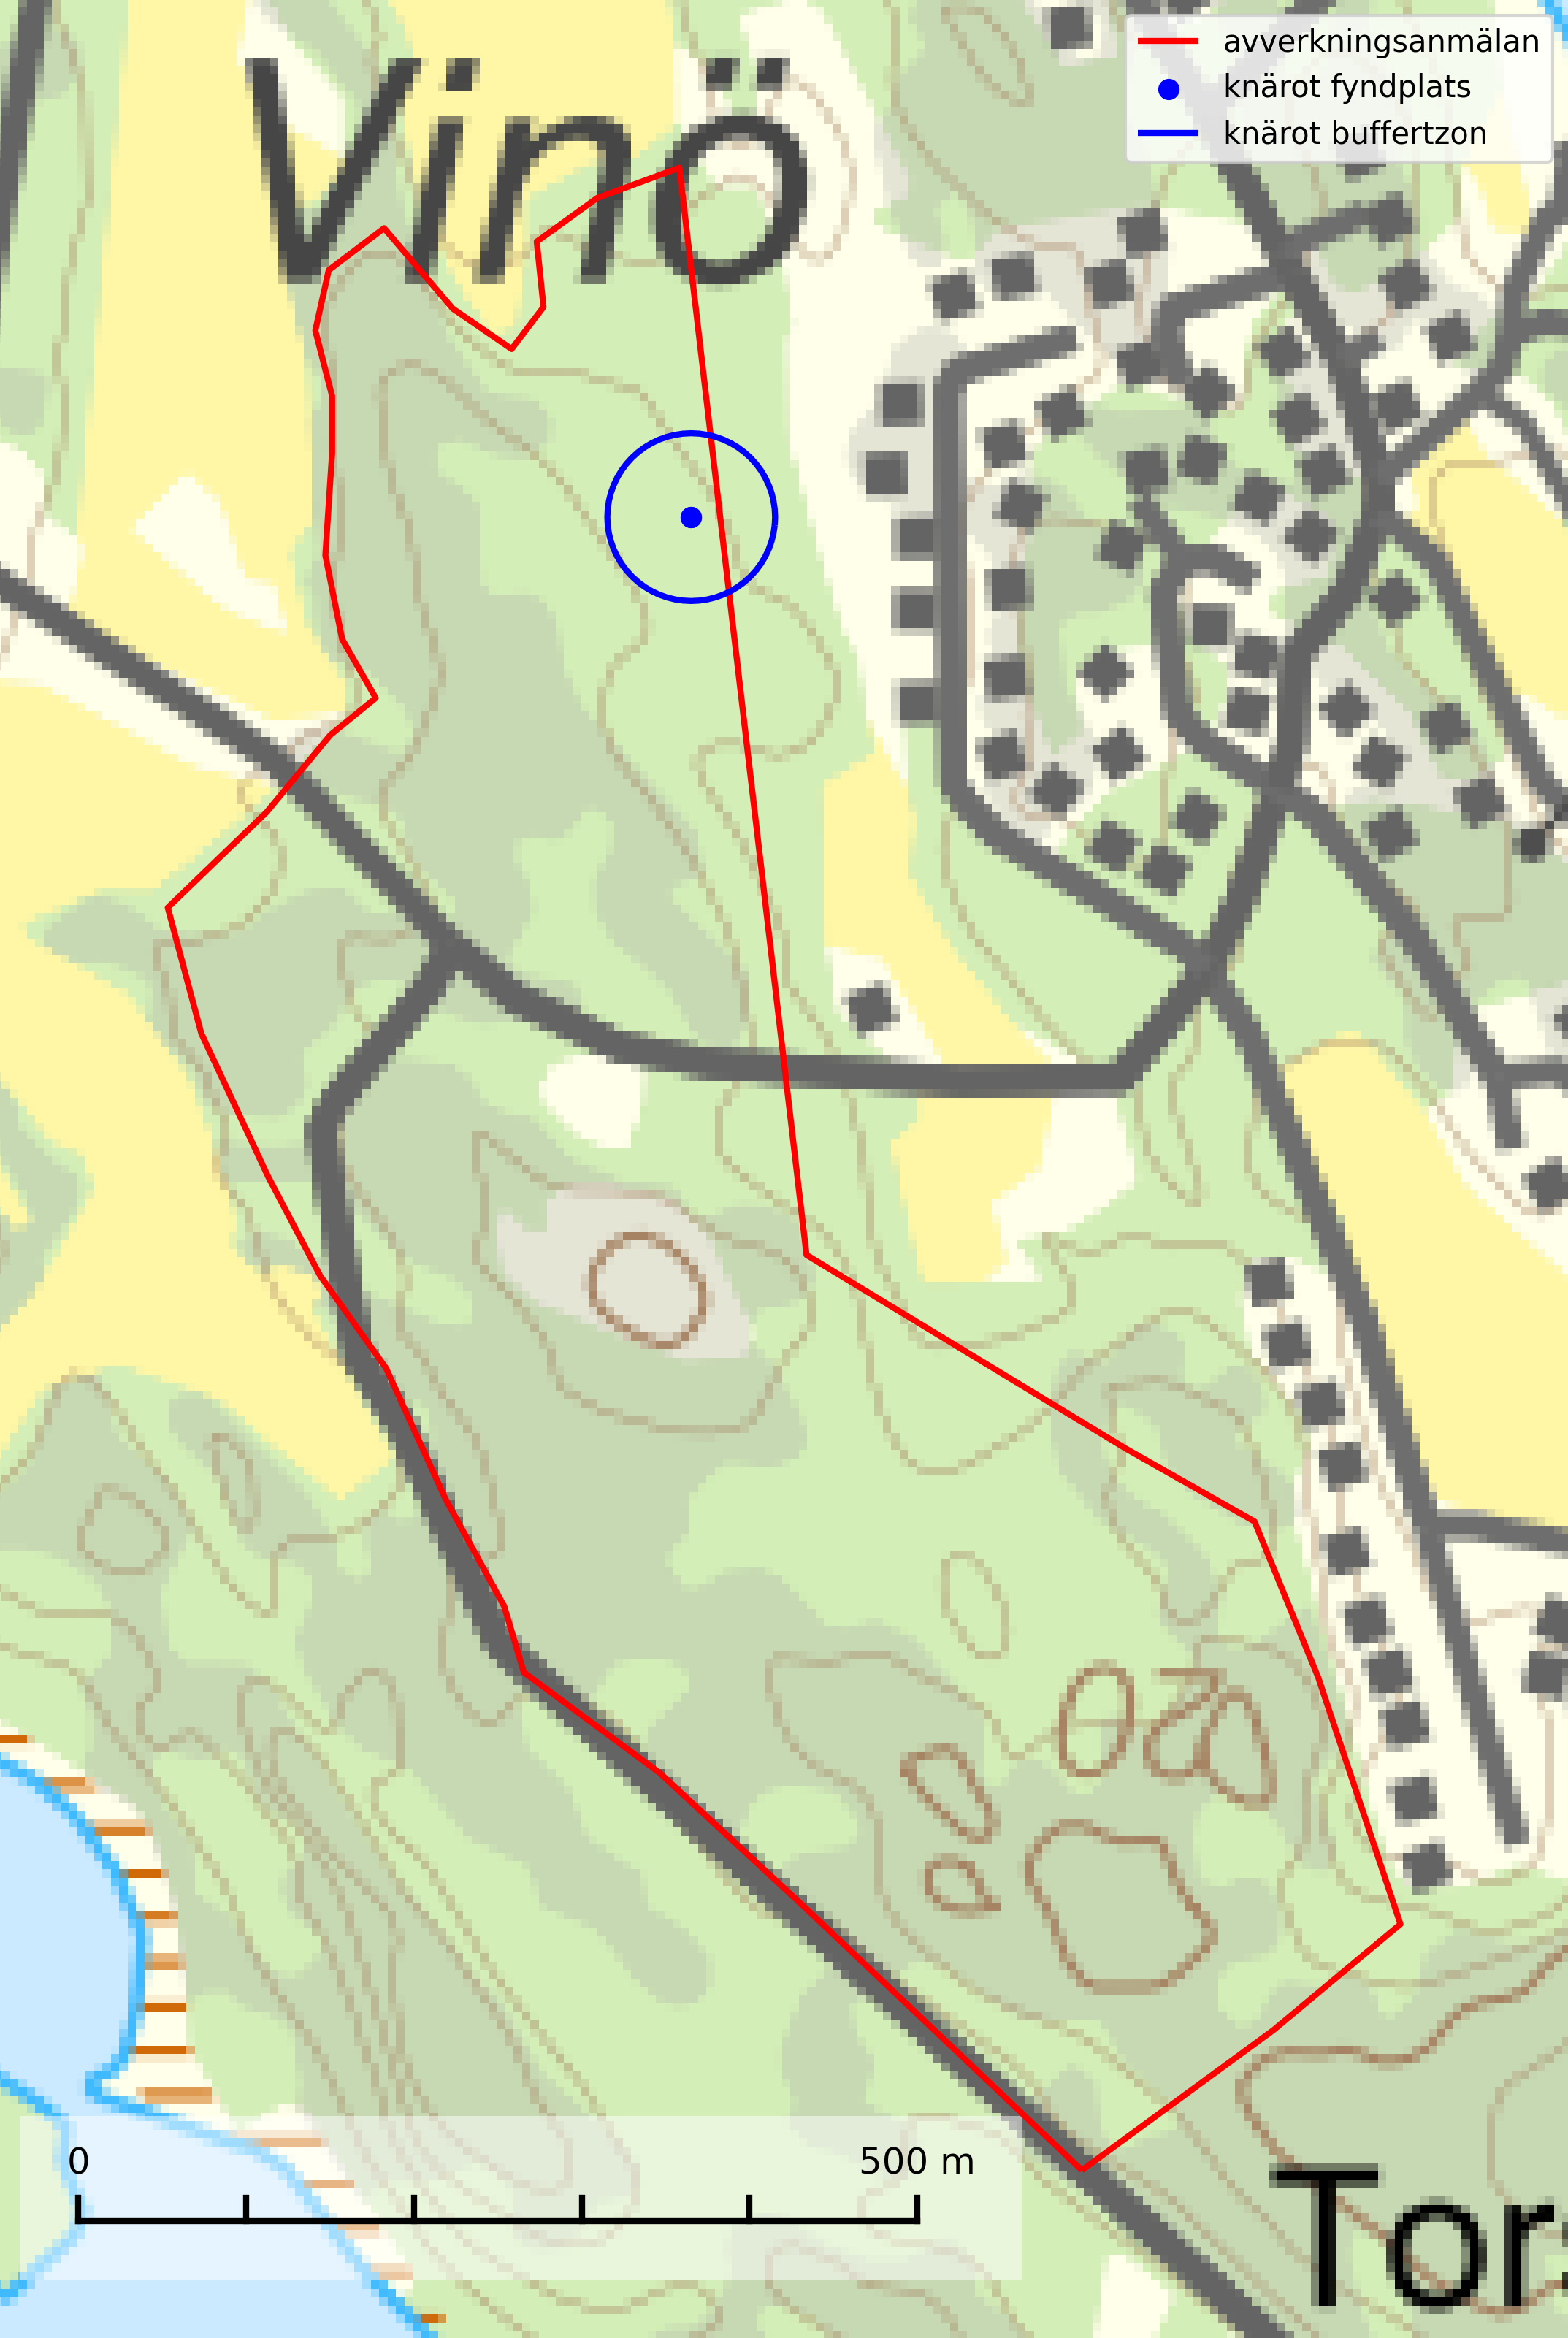 Vinö
avverkningsanmälan
knärot fyndplats
knärot buffertzon
0
500 m
Tor